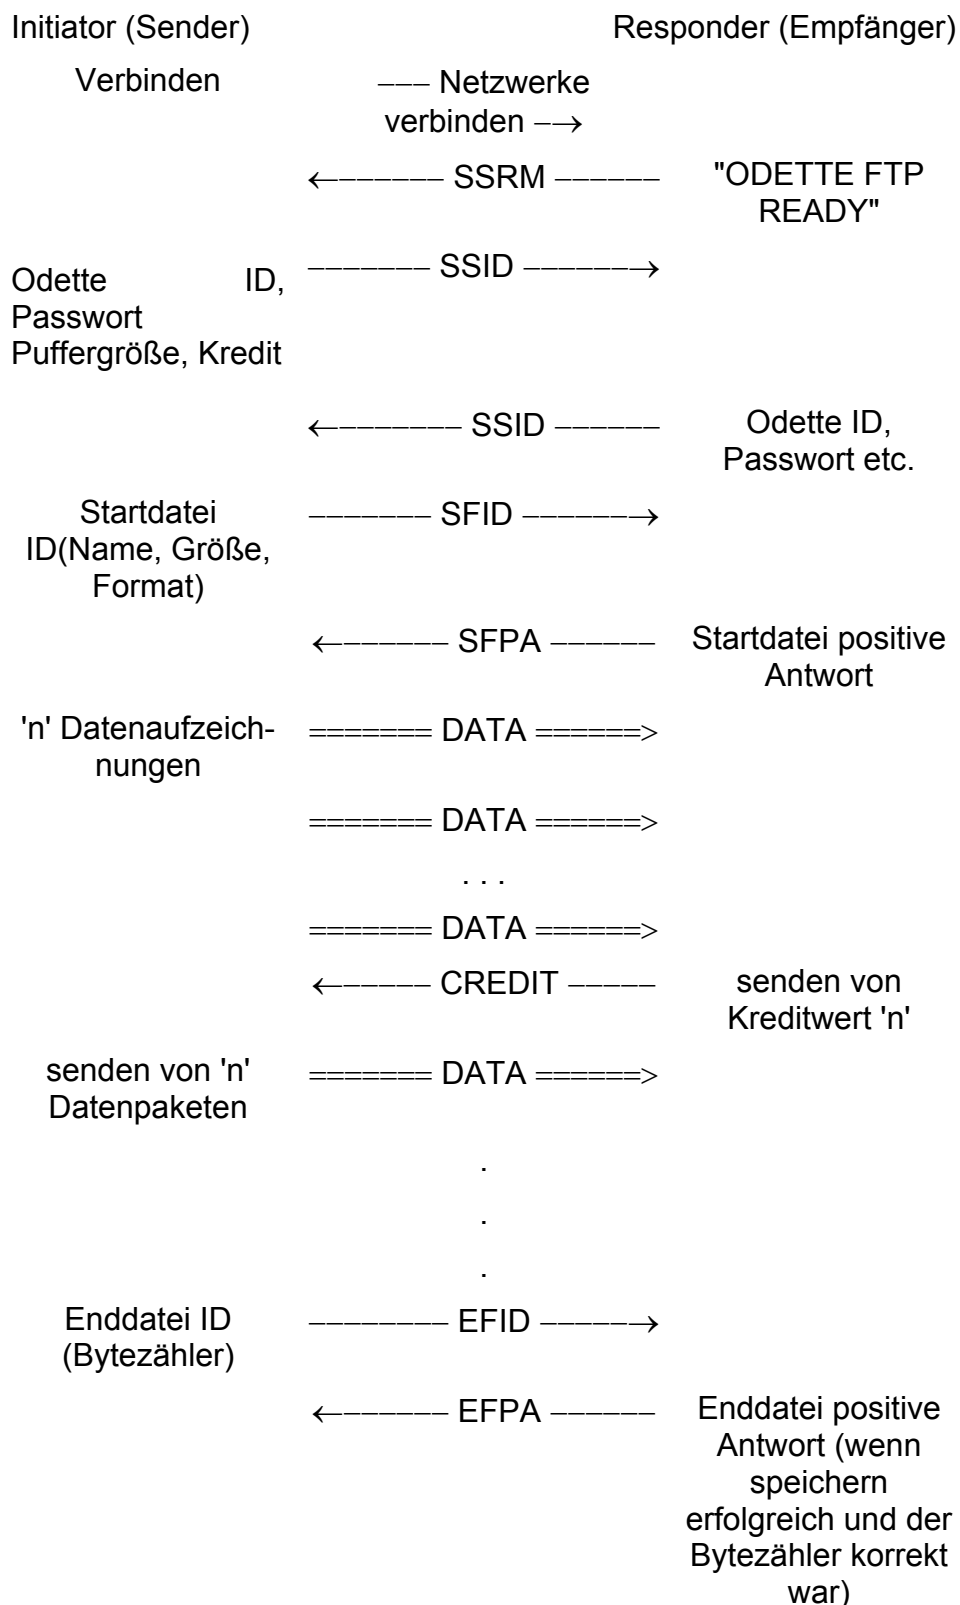 Initiator (Sender) Responder (Empfänger)
Verbinden −−− Netzwerke
verbinden −→
←−−−−−− SSRM −−−−−− "ODETTE FTP
READY"
−−−−−−− SSID −−−−−−→
Odette ID,
Passwort
Puffergröße, Kredit
←−−−−−−− SSID −−−−−− Odette ID,
Passwort etc.
Startdatei −−−−−−− SFID −−−−−−→
ID(Name, Größe,
Format)
←−−−−−− SFPA −−−−−− Startdatei positive
Antwort
'n' Datenaufzeich- ======= DATA ======>
nungen
======= DATA ======>
. . .
======= DATA ======>
←−−−−− CREDIT −−−−− senden von
Kreditwert 'n'
senden von 'n' ======= DATA ======>
Datenpaketen
.
.
.
Enddatei ID −−−−−−−− EFID −−−−−→
(Bytezähler)
←−−−−−− EFPA −−−−−− Enddatei positive
Antwort (wenn
speichern
erfolgreich und der
Bytezähler korrekt
war)